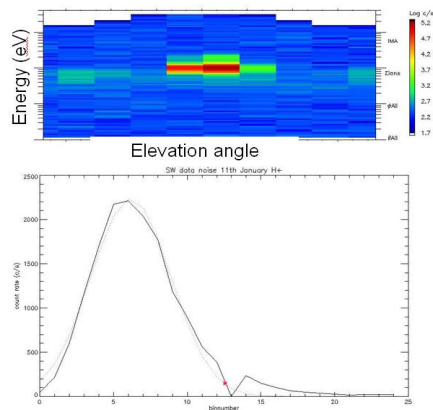 Log c/s
5.2
4.7
4.2
3.7
3.2
2.7
2.2
1.7
IMA
Energy (eV)
Elevation angle
SW data noise 11th January H+
2500
2000
1500
1000
500
0
count rate (c/s)
0 5 10 15 20 25
binnumber